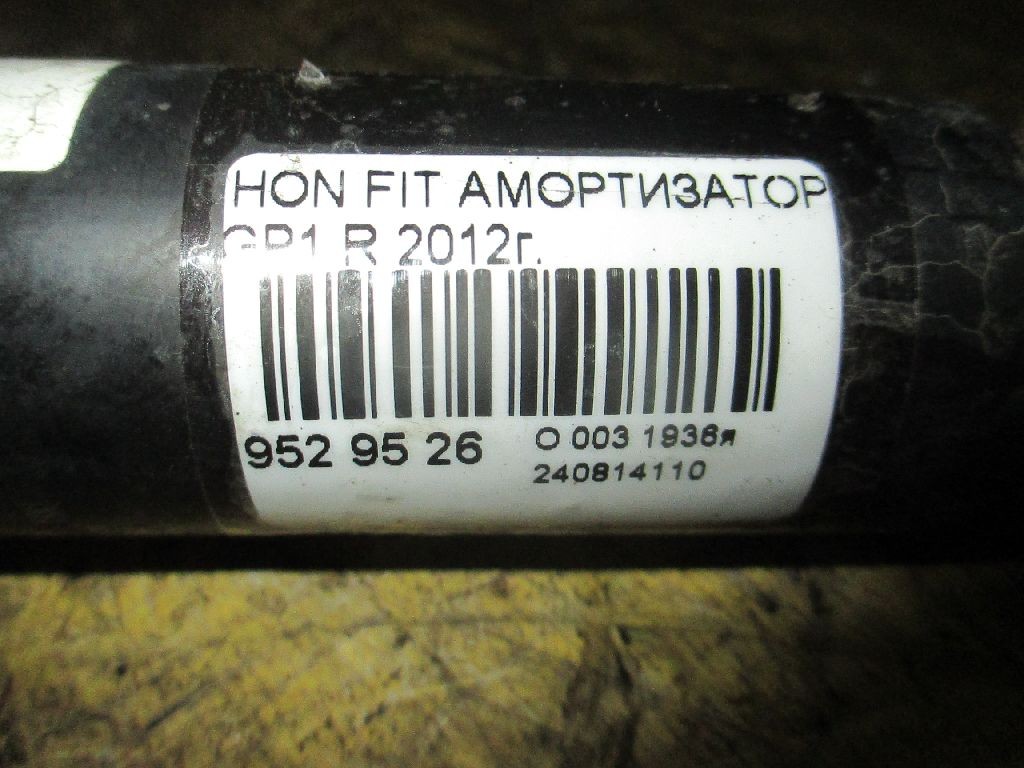 HON FIT АМОРТИЗАТОР
GP1 R 2012г.
952 95 26
О 003 1936я
240814110